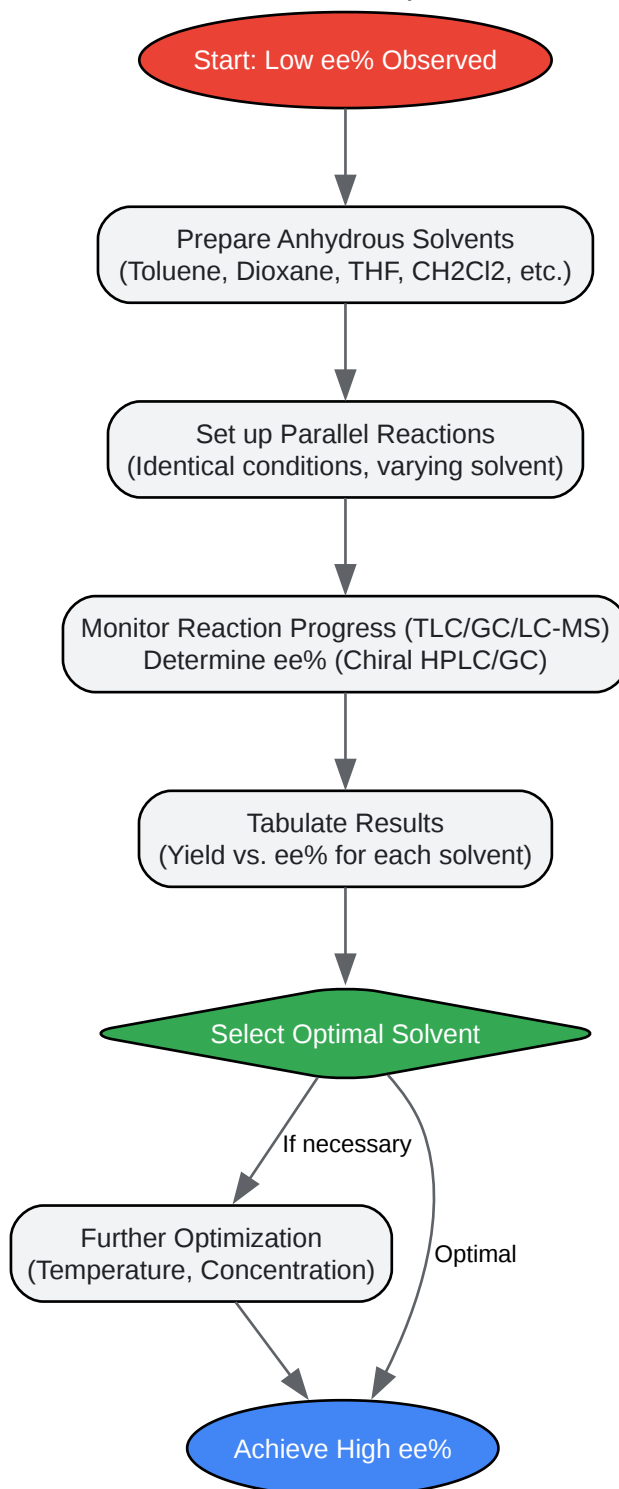 Start: Low ee% Observed
Prepare Anhydrous Solvents
(Toluene, Dioxane, THF, CH2Cl2, etc.)
Set up Parallel Reactions
(Identical conditions, varying solvent)
Monitor Reaction Progress (TLC/GC/LC-MS)
Determine ee% (Chiral HPLC/GC)
Tabulate Results
(Yield vs. ee% for each solvent)
Select Optimal Solvent
If necessary
Further Optimization
(Temperature, Concentration)
Optimal
Achieve High ee%